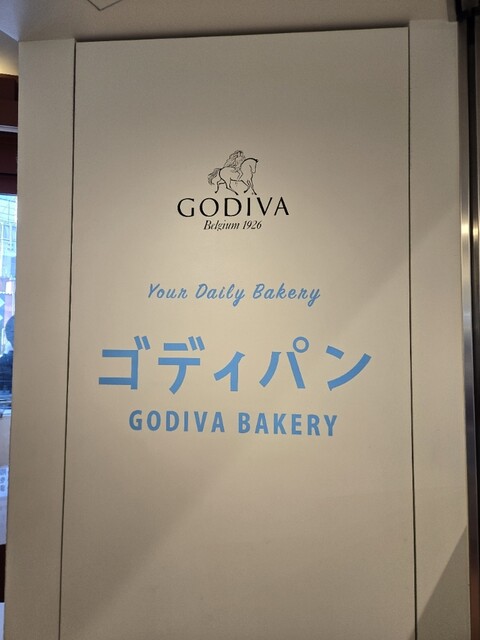 GODIVA
Belgium 1926
Your Daily Bakery
ゴディパン
GODIVA BAKERY